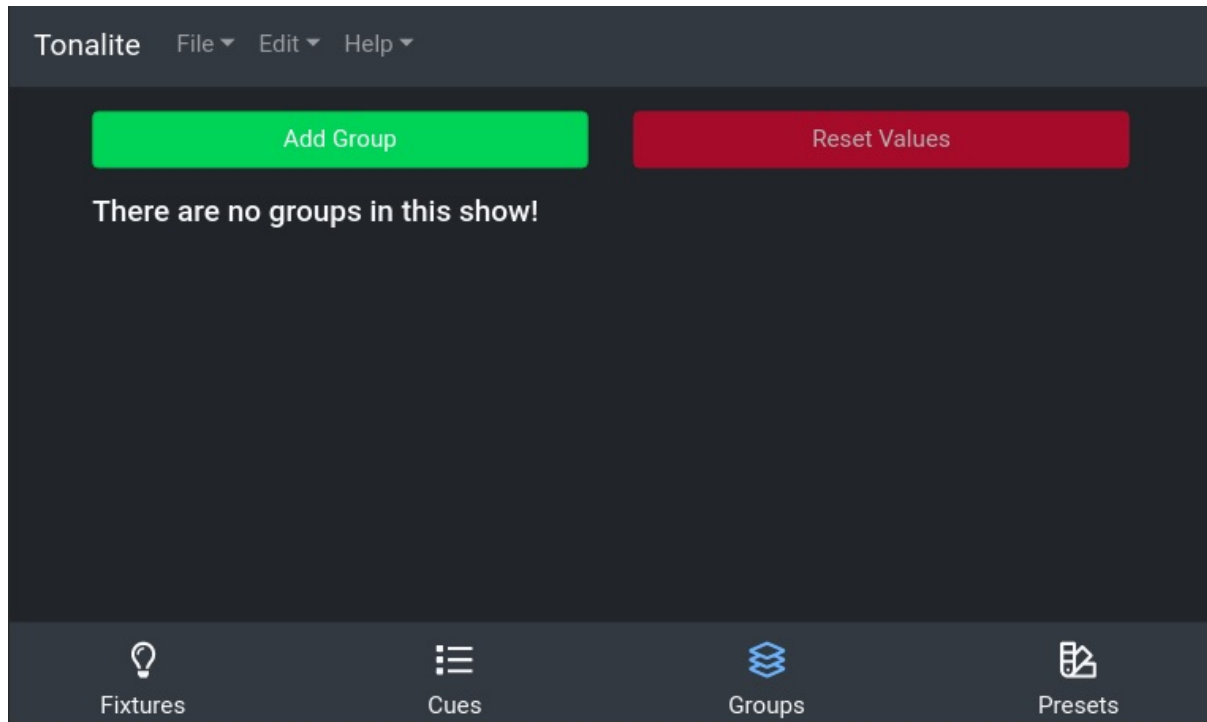 Tonalite File Edit Help
Add Group Reset Values
There are no groups in this show!
Fixtures Cues Groups Presets